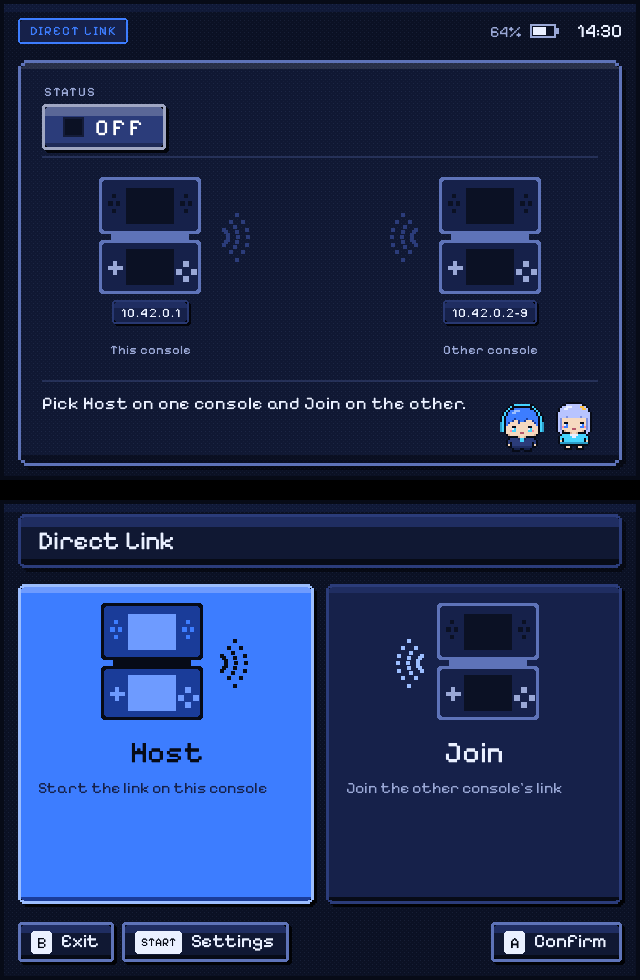 DIRECT LINK
64%
14:30
STATUS
OFF
10.42.0.1
10.42.0.2-9
This console
Other console
Pick Host on one console and Join on the other.
Direct Link
Host
Start the link on this console
Join
Join the other console's link
B Exit
START Settings
A Confirm